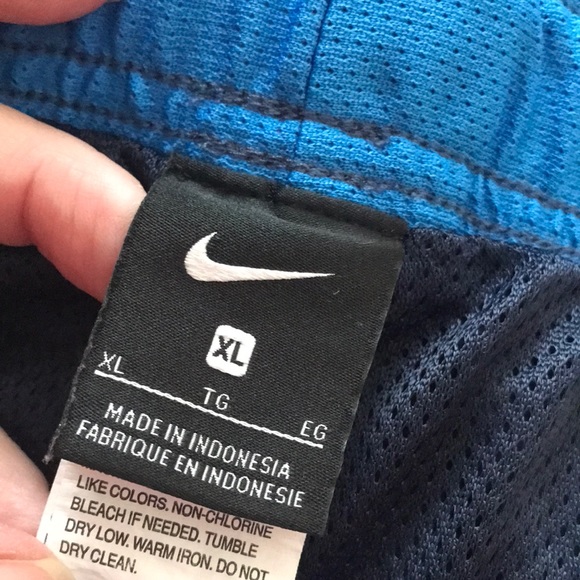 XL
XL TG EG
MADE IN INDONESIA
FABRIQUE EN INDONESIE
LIKE COLORS. NON-CHLORINE
BLEACH IF NEEDED. TUMBLE
DRY LOW. WARM IRON. DO NOT
DRY CLEAN.